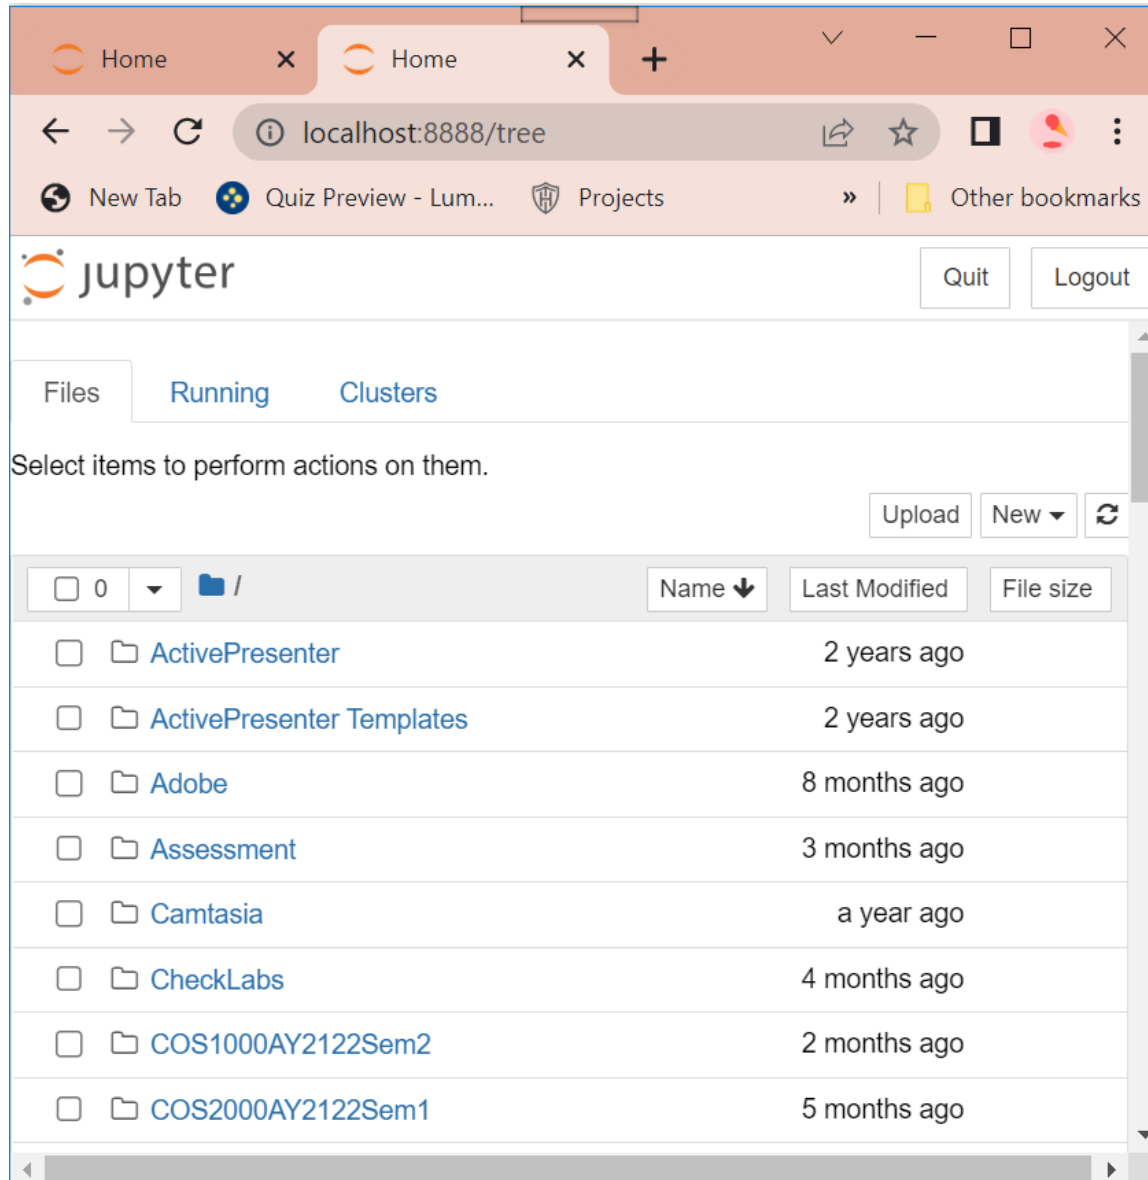 Home Home
localhost:8888/tree
New Tab Quiz Preview - Lum... Projects » Other bookmarks
jupyter Quit Logout
Files Running Clusters
Select items to perform actions on them.
Upload New
0 / Name Last Modified File size
ActivePresenter 2 years ago
ActivePresenter Templates 2 years ago
Adobe 8 months ago
Assessment 3 months ago
Camtasia a year ago
CheckLabs 4 months ago
COS1000AY2122Sem2 2 months ago
COS2000AY2122Sem1 5 months ago